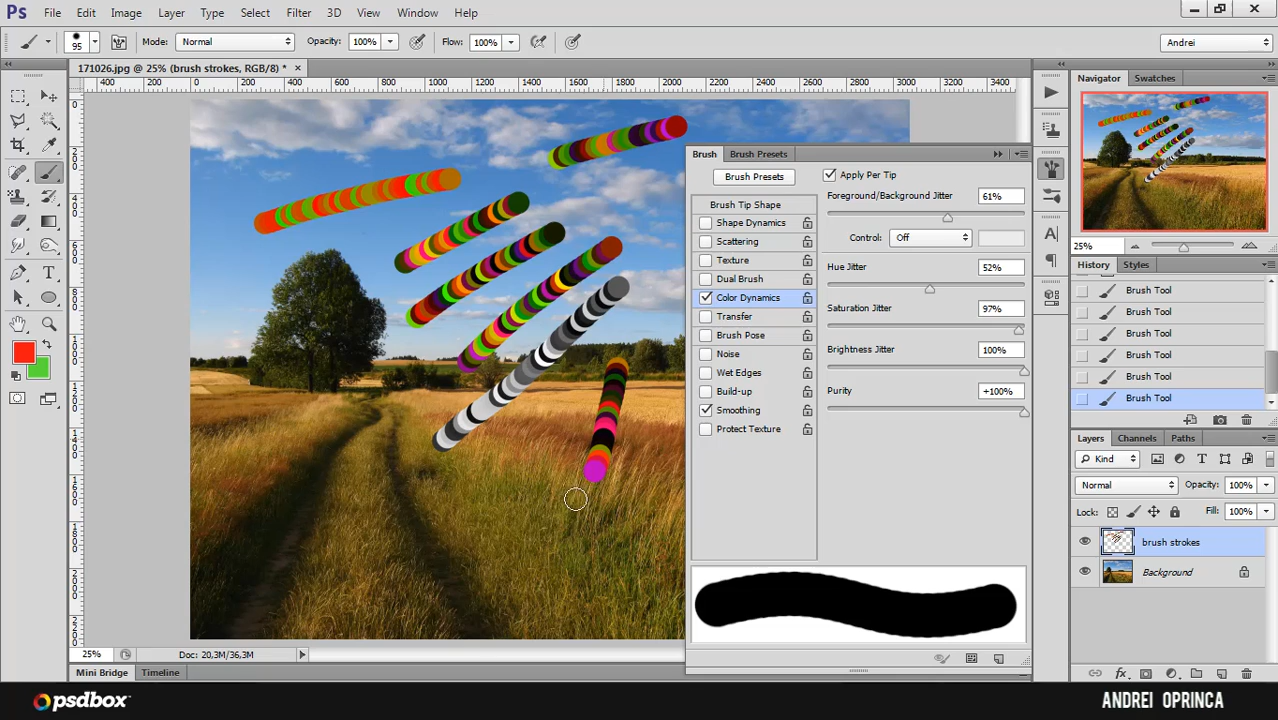 Ps File Edit Image Layer Type Select Filter 3D View Window Help
95 Mode: Normal Opacity: 100% Flow: 100% Andrei
171026.jpg @ 25% (brush strokes, RGB/8) * ×
400 200 0 200 400 600 800 1000 1200 1400 1600 1800 2000 2200 2400 2600 2800 3000 3200 3400
Navigator Swatches
25%
History Styles
Brush Tool
Brush Tool
Brush Tool
Brush Tool
Brush Tool
Brush Tool
Layers Channels Paths
Kind
Normal Opacity: 100%
Lock: Fill: 100%
brush strokes
Background
Brush Brush Presets
Brush Presets
Brush Tip Shape
Shape Dynamics
Scattering
Texture
Dual Brush
Color Dynamics
Transfer
Brush Pose
Noise
Wet Edges
Build-up
Smoothing
Protect Texture
Apply Per Tip
Foreground/Background Jitter 61%
Control: Off
Hue Jitter 52%
Saturation Jitter 97%
Brightness Jitter 100%
Purity +100%
25% Doc: 20,3M/36,3M
Mini Bridge Timeline
psdbox ANDREI OPRINCA